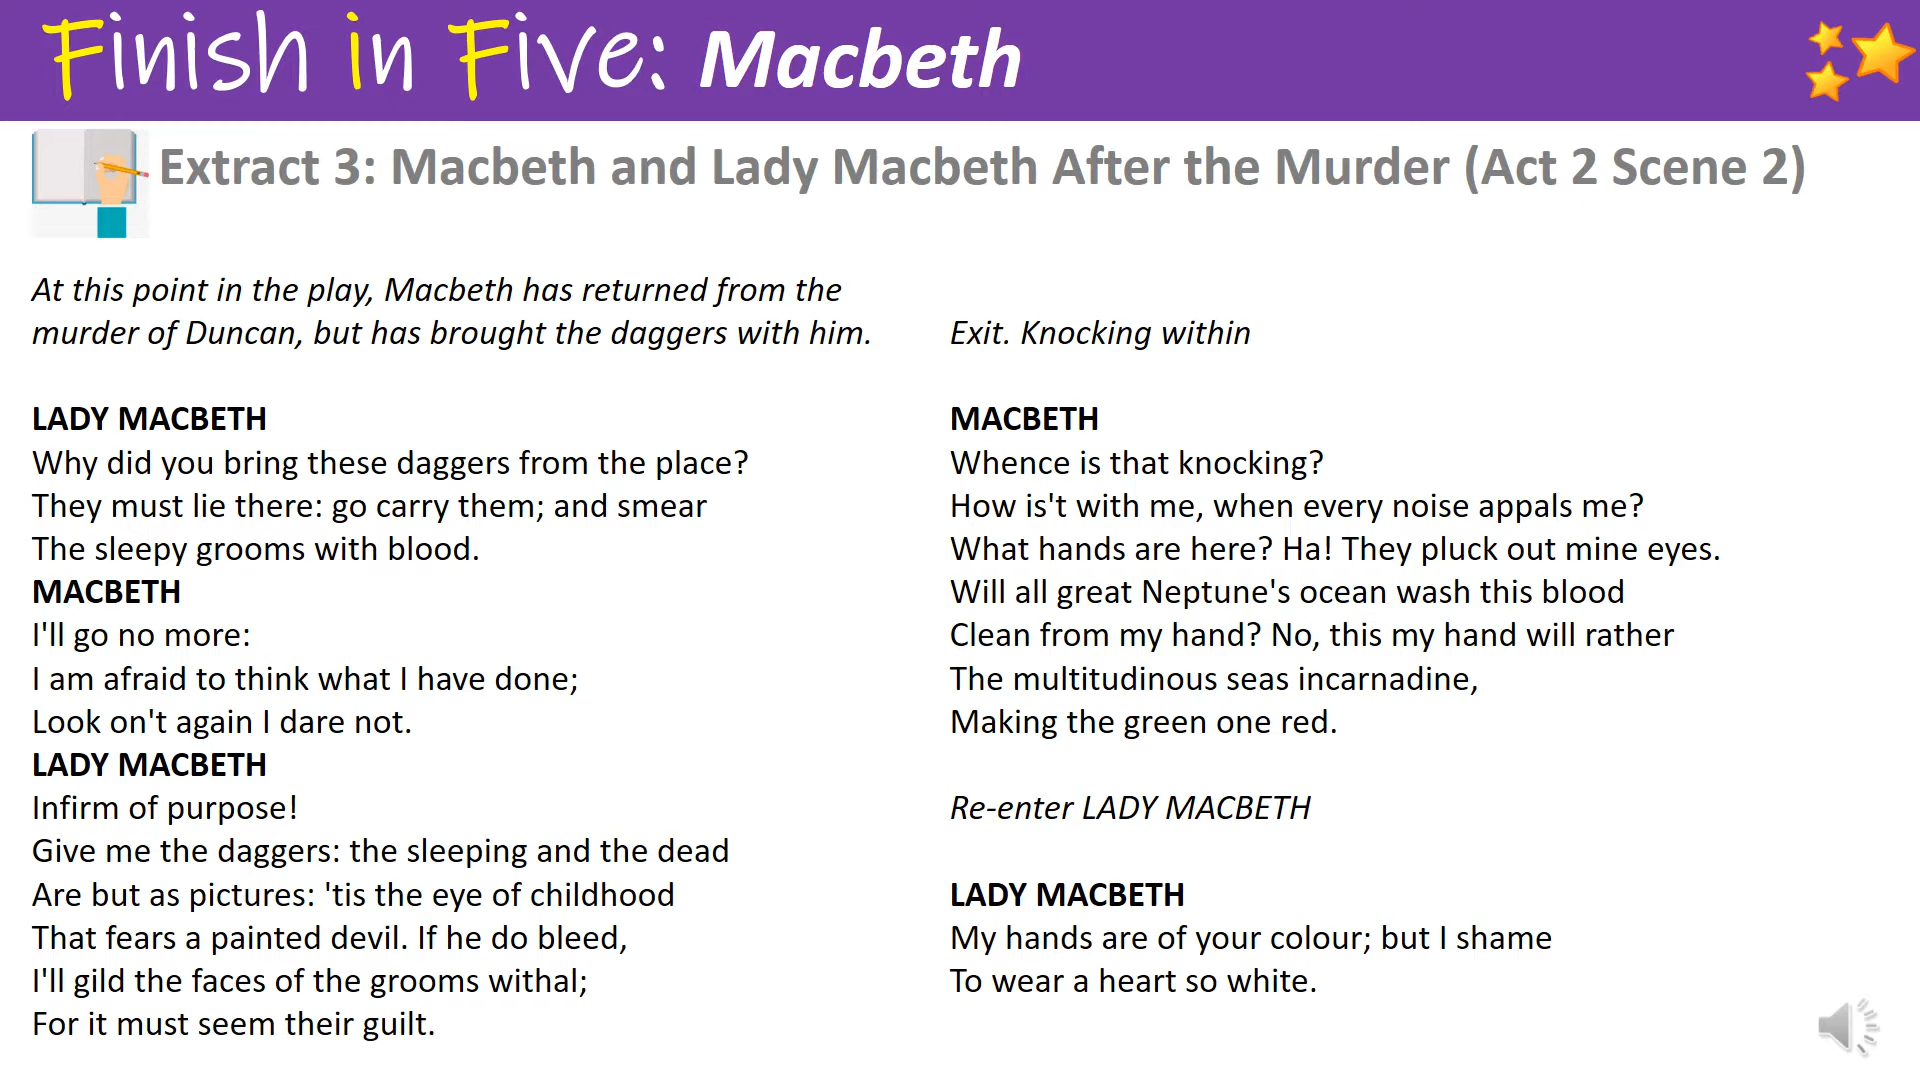 Finish in Five: Macbeth
Extract 3: Macbeth and Lady Macbeth After the Murder (Act 2 Scene 2)
At this point in the play, Macbeth has returned from the
murder of Duncan, but has brought the daggers with him.
LADY MACBETH
Why did you bring these daggers from the place?
They must lie there: go carry them; and smear
The sleepy grooms with blood.
MACBETH
I'll go no more:
I am afraid to think what I have done;
Look on't again I dare not.
LADY MACBETH
Infirm of purpose!
Give me the daggers: the sleeping and the dead
Are but as pictures: 'tis the eye of childhood
That fears a painted devil. If he do bleed,
I'll gild the faces of the grooms withal;
For it must seem their guilt.
Exit. Knocking within
MACBETH
Whence is that knocking?
How is't with me, when every noise appals me?
What hands are here? Ha! They pluck out mine eyes.
Will all great Neptune's ocean wash this blood
Clean from my hand? No, this my hand will rather
The multitudinous seas incarnadine,
Making the green one red.
Re-enter LADY MACBETH
LADY MACBETH
My hands are of your colour; but I shame
To wear a heart so white.